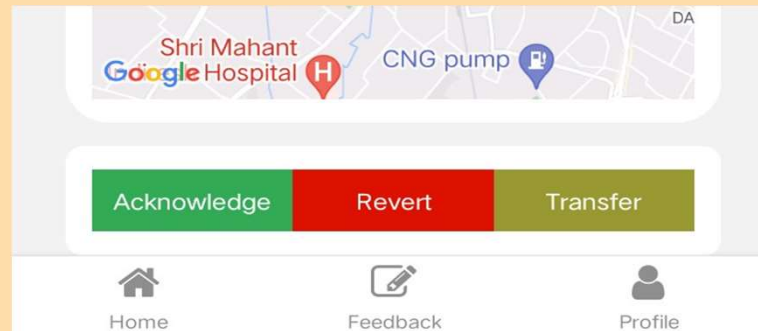 DA
Shri Mahant
Google Hospital
H
CNG pump
Acknowledge Revert Transfer
Home Feedback Profile